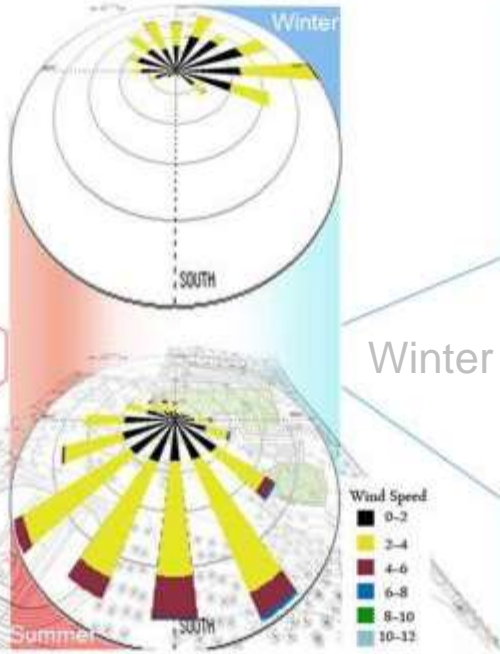 Winter
SOUTH
Winter
Wind Speed
0-2
2-4
4-6
6-8
8-10
10-12
SOUTH
Summer